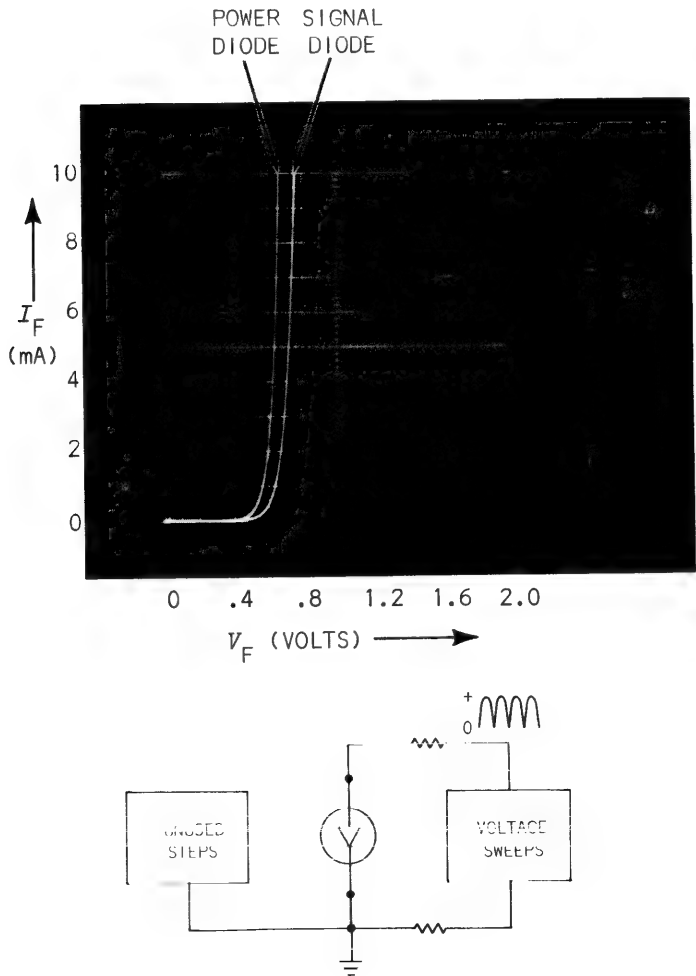 POWER SIGNAL
DIODE DIODE
10
8
6
4
2
0
I_F
(mA)
0 .4 .8 1.2 1.6 2.0
V_F (VOLTS)
+
0
STEPS
VOLTAGE
SWEEPS